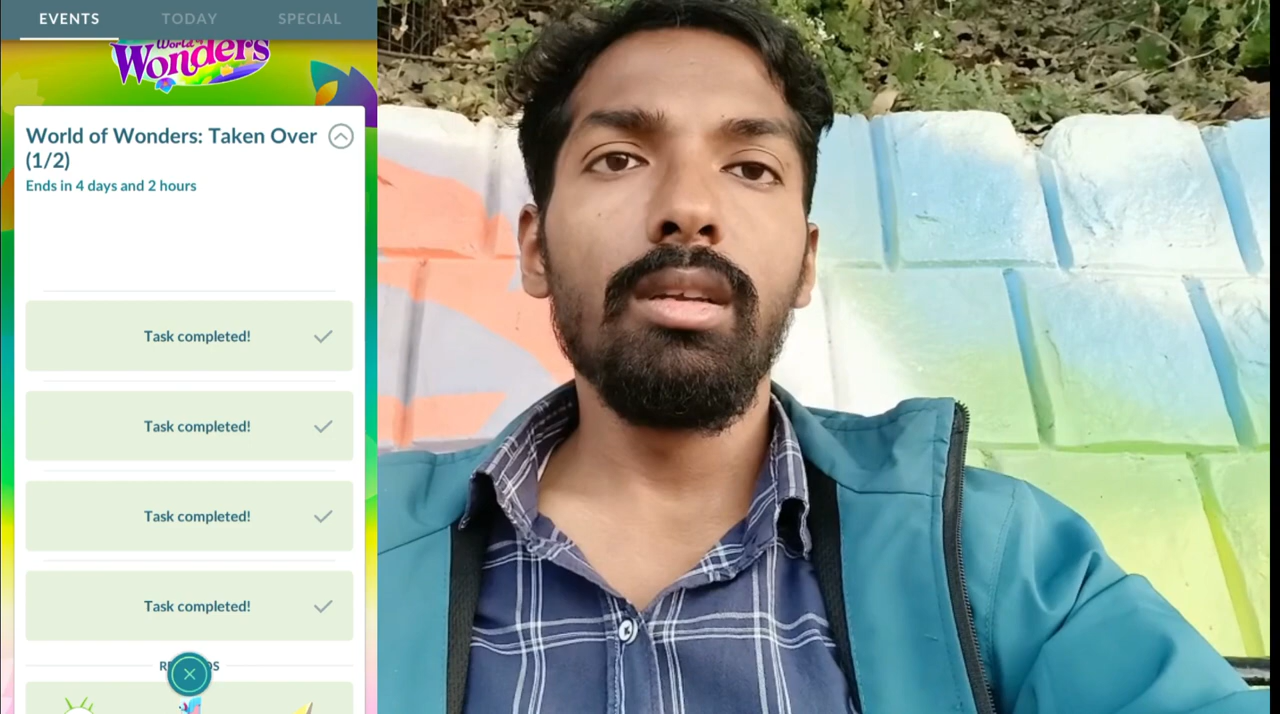 EVENTS TODAY SPECIAL
World of
Wonders
World of Wonders: Taken Over
(1/2)
Ends in 4 days and 2 hours
Task completed!
Task completed!
Task completed!
Task completed!